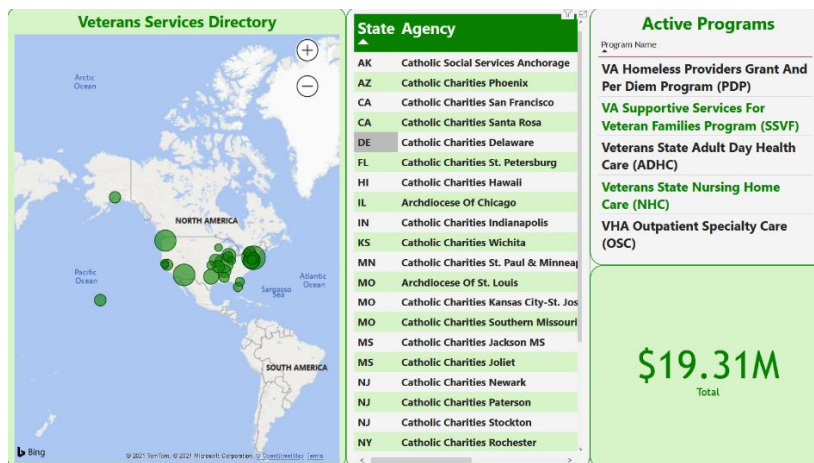 Veterans Services Directory
Arctic
Ocean
NORTH AMERICA
Pacific
Ocean
Atlantic
Ocean
Sargasso
Sea
SOUTH AMERICA
Bing
© 2021 TomTom, © 2021 Microsoft Corporation, © OpenStreetMap Terms
State Agency
AK Catholic Social Services Anchorage
AZ Catholic Charities Phoenix
CA Catholic Charities San Francisco
CA Catholic Charities Santa Rosa
DE Catholic Charities Delaware
FL Catholic Charities St. Petersburg
HI Catholic Charities Hawaii
IL Archdiocese Of Chicago
IN Catholic Charities Indianapolis
KS Catholic Charities Wichita
MN Catholic Charities St. Paul & Minneap
MO Archdiocese Of St. Louis
MO Catholic Charities Kansas City-St. Jos
MO Catholic Charities Southern Missouri
MS Catholic Charities Jackson MS
MS Catholic Charities Joliet
NJ Catholic Charities Newark
NJ Catholic Charities Paterson
NJ Catholic Charities Stockton
NY Catholic Charities Rochester
Active Programs
Program Name
VA Homeless Providers Grant And
Per Diem Program (PDP)
VA Supportive Services For
Veteran Families Program (SSVF)
Veterans State Adult Day Health
Care (ADHC)
Veterans State Nursing Home
Care (NHC)
VHA Outpatient Specialty Care
(OSC)
$19.31M
Total